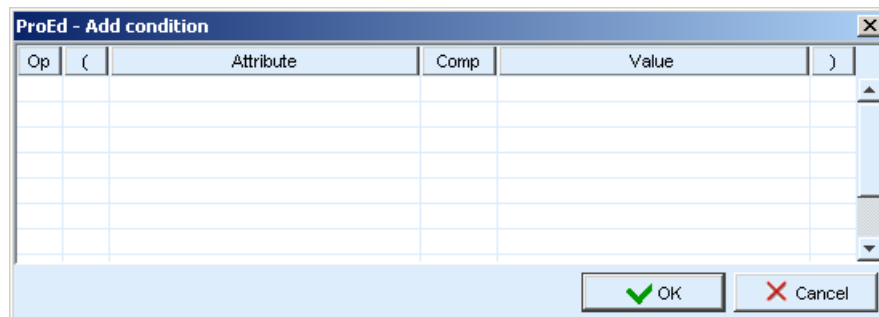 ProEd - Add condition
Op ( Attribute Comp Value )
OK Cancel